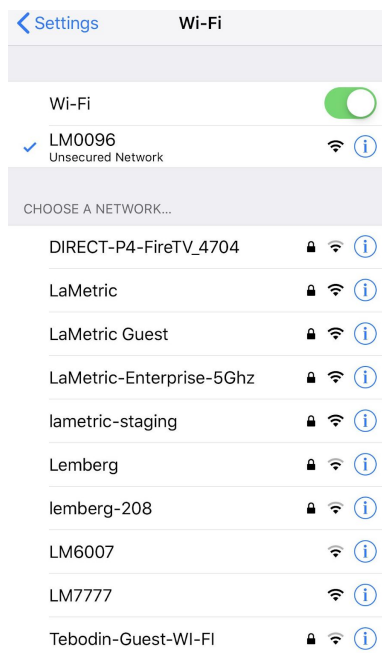 Settings Wi-Fi
Wi-Fi
LM0096
Unsecured Network
CHOOSE A NETWORK...
DIRECT-P4-FireTV_4704
LaMetric
LaMetric Guest
LaMetric-Enterprise-5Ghz
lametric-staging
Lemberg
lemberg-208
LM6007
LM7777
Tebodin-Guest-WI-FI